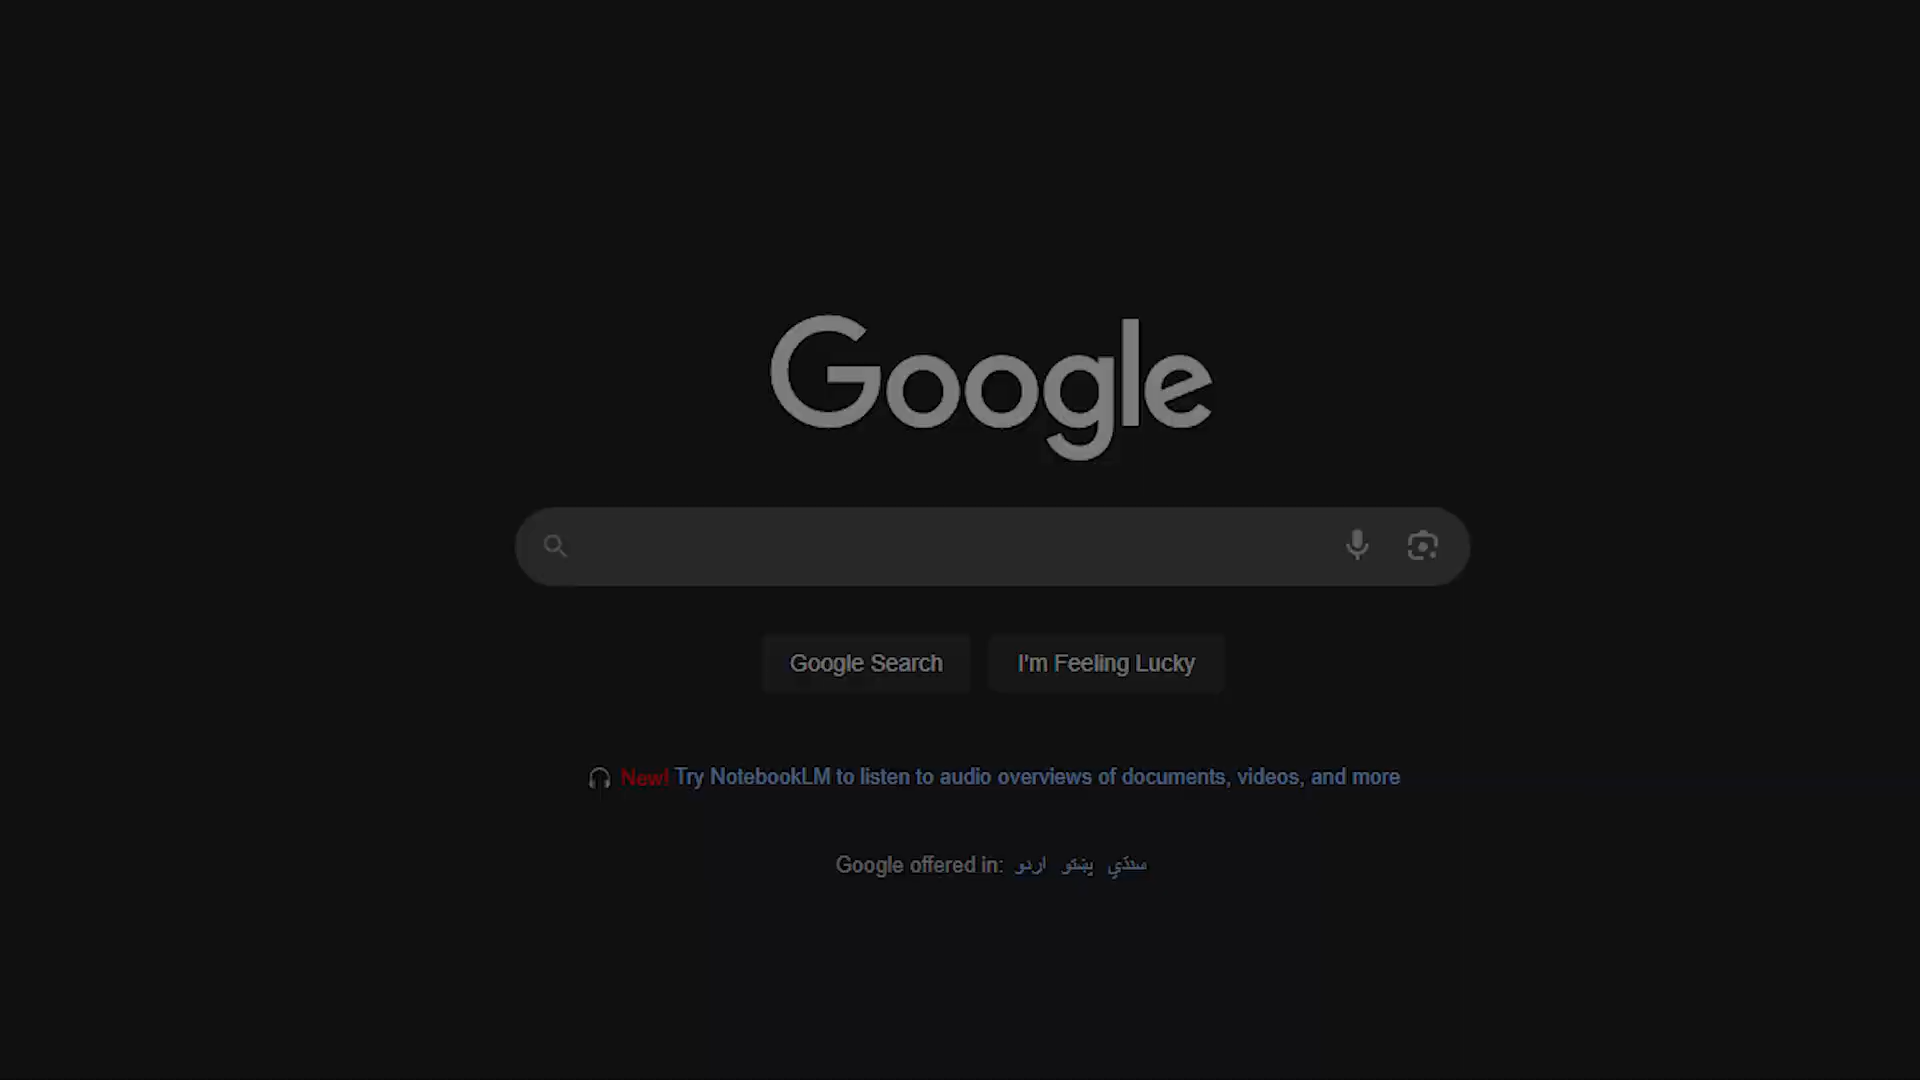 Google
Google Search
I'm Feeling Lucky
New! Try NotebookLM to listen to audio overviews of documents, videos, and more
Google offered in: اردو پښتو سنڌي